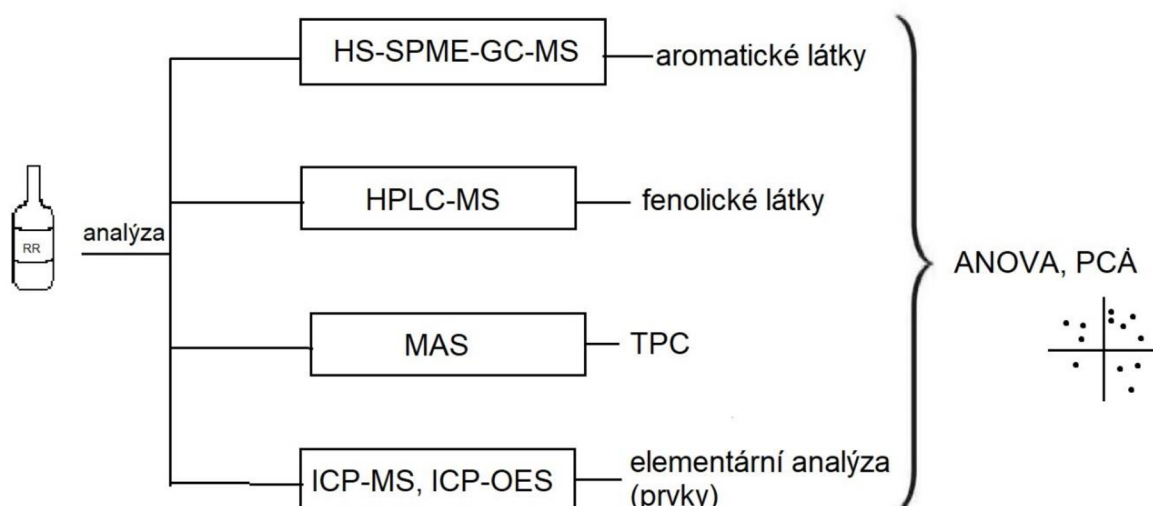 HS-SPME-GC-MS
aromatické látky
HPLC-MS
fenolické látky
RR
analýza
ANOVA, PCA
MAS
TPC
ICP-MS, ICP-OES
elementární analýza
(prvky)